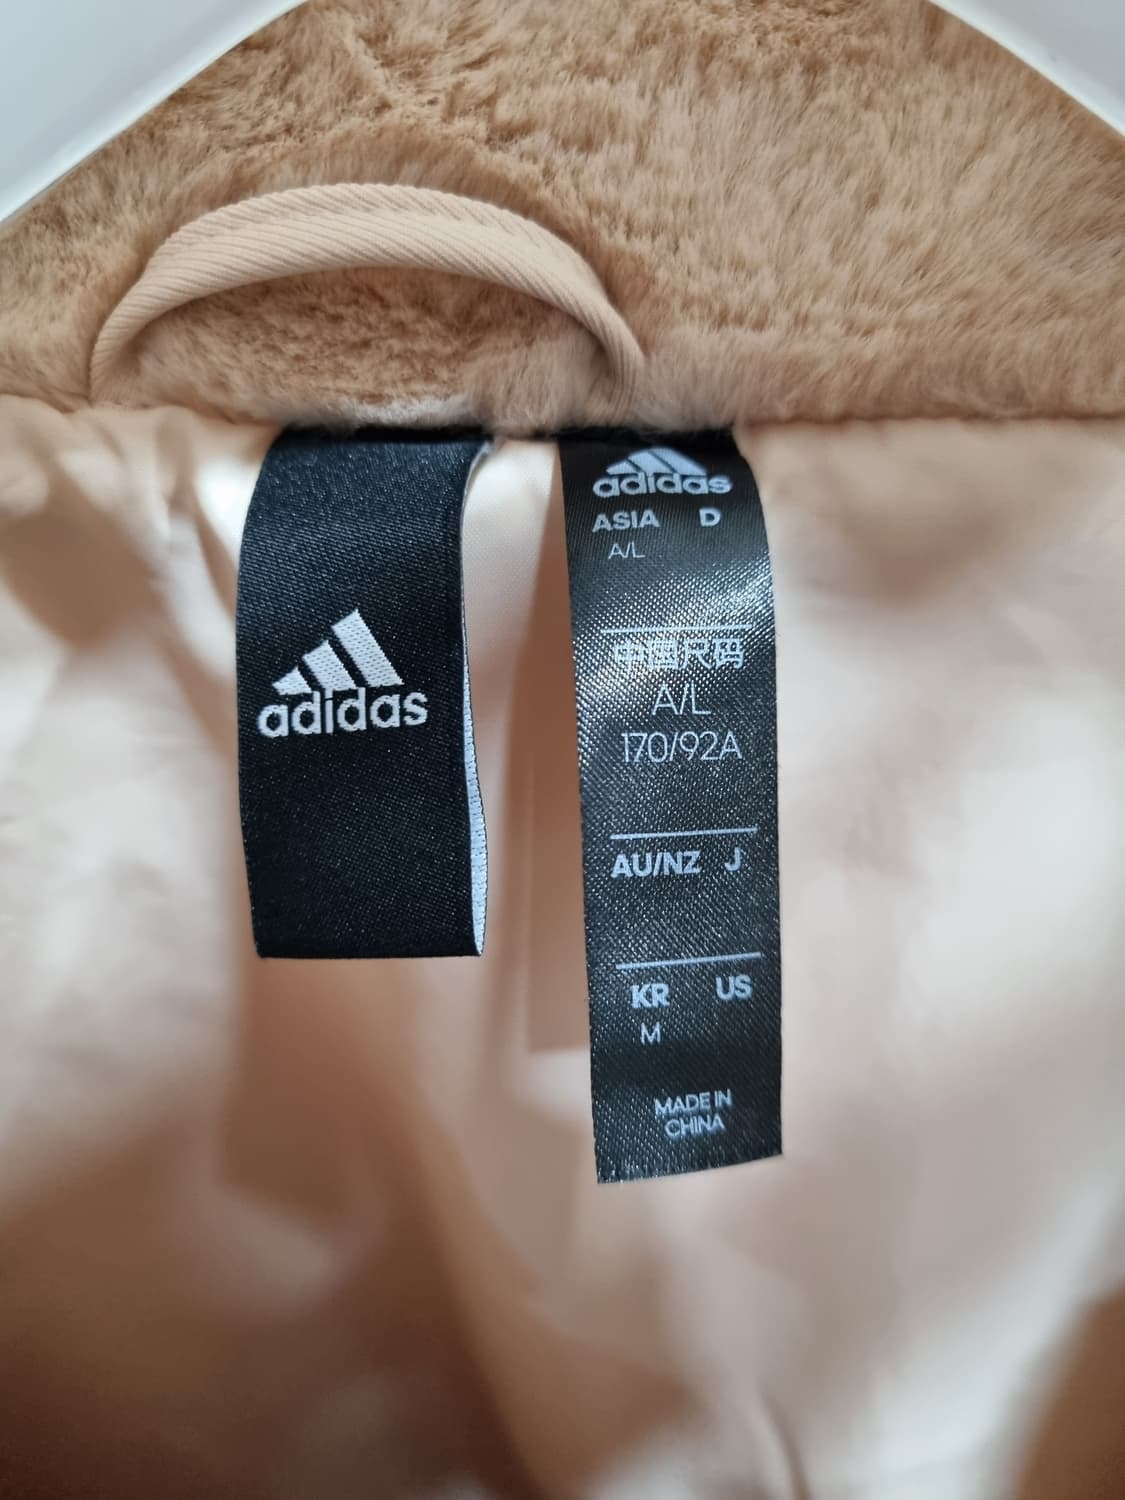 adidas
adidas
ASIA D
A/L
中国尺码
A/L
170/92A
AU/NZ J
KR US
M
MADE IN
CHINA